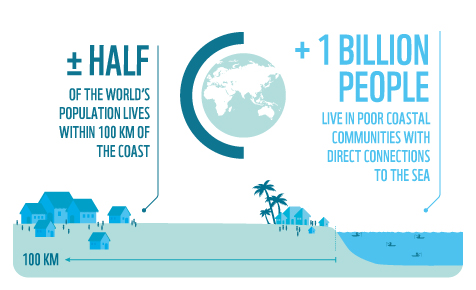 ± HALF
OF THE WORLD'S
POPULATION LIVES
WITHIN 100 KM OF
THE COAST
+ 1 BILLION
PEOPLE
LIVE IN POOR COASTAL
COMMUNITIES WITH
DIRECT CONNECTIONS
TO THE SEA
100 KM